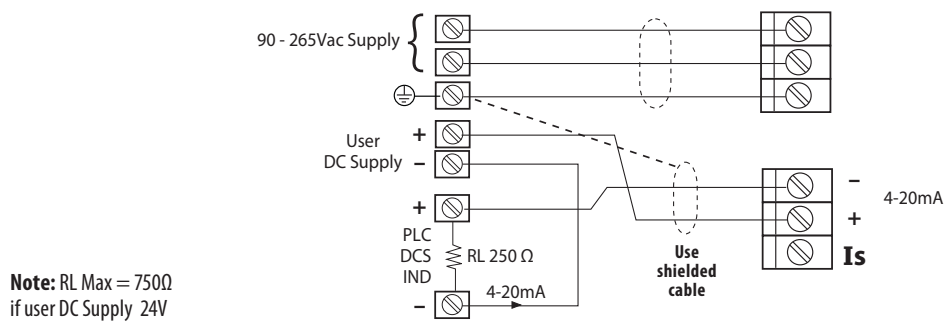 90 - 265Vac Supply
User
DC Supply
+
-
+
PLC
DCS
IND
-
RL 250 Ω
4-20mA
Use
shielded
cable
-
+
Is
4-20mA
Note: RL Max = 750Ω
if user DC Supply 24V